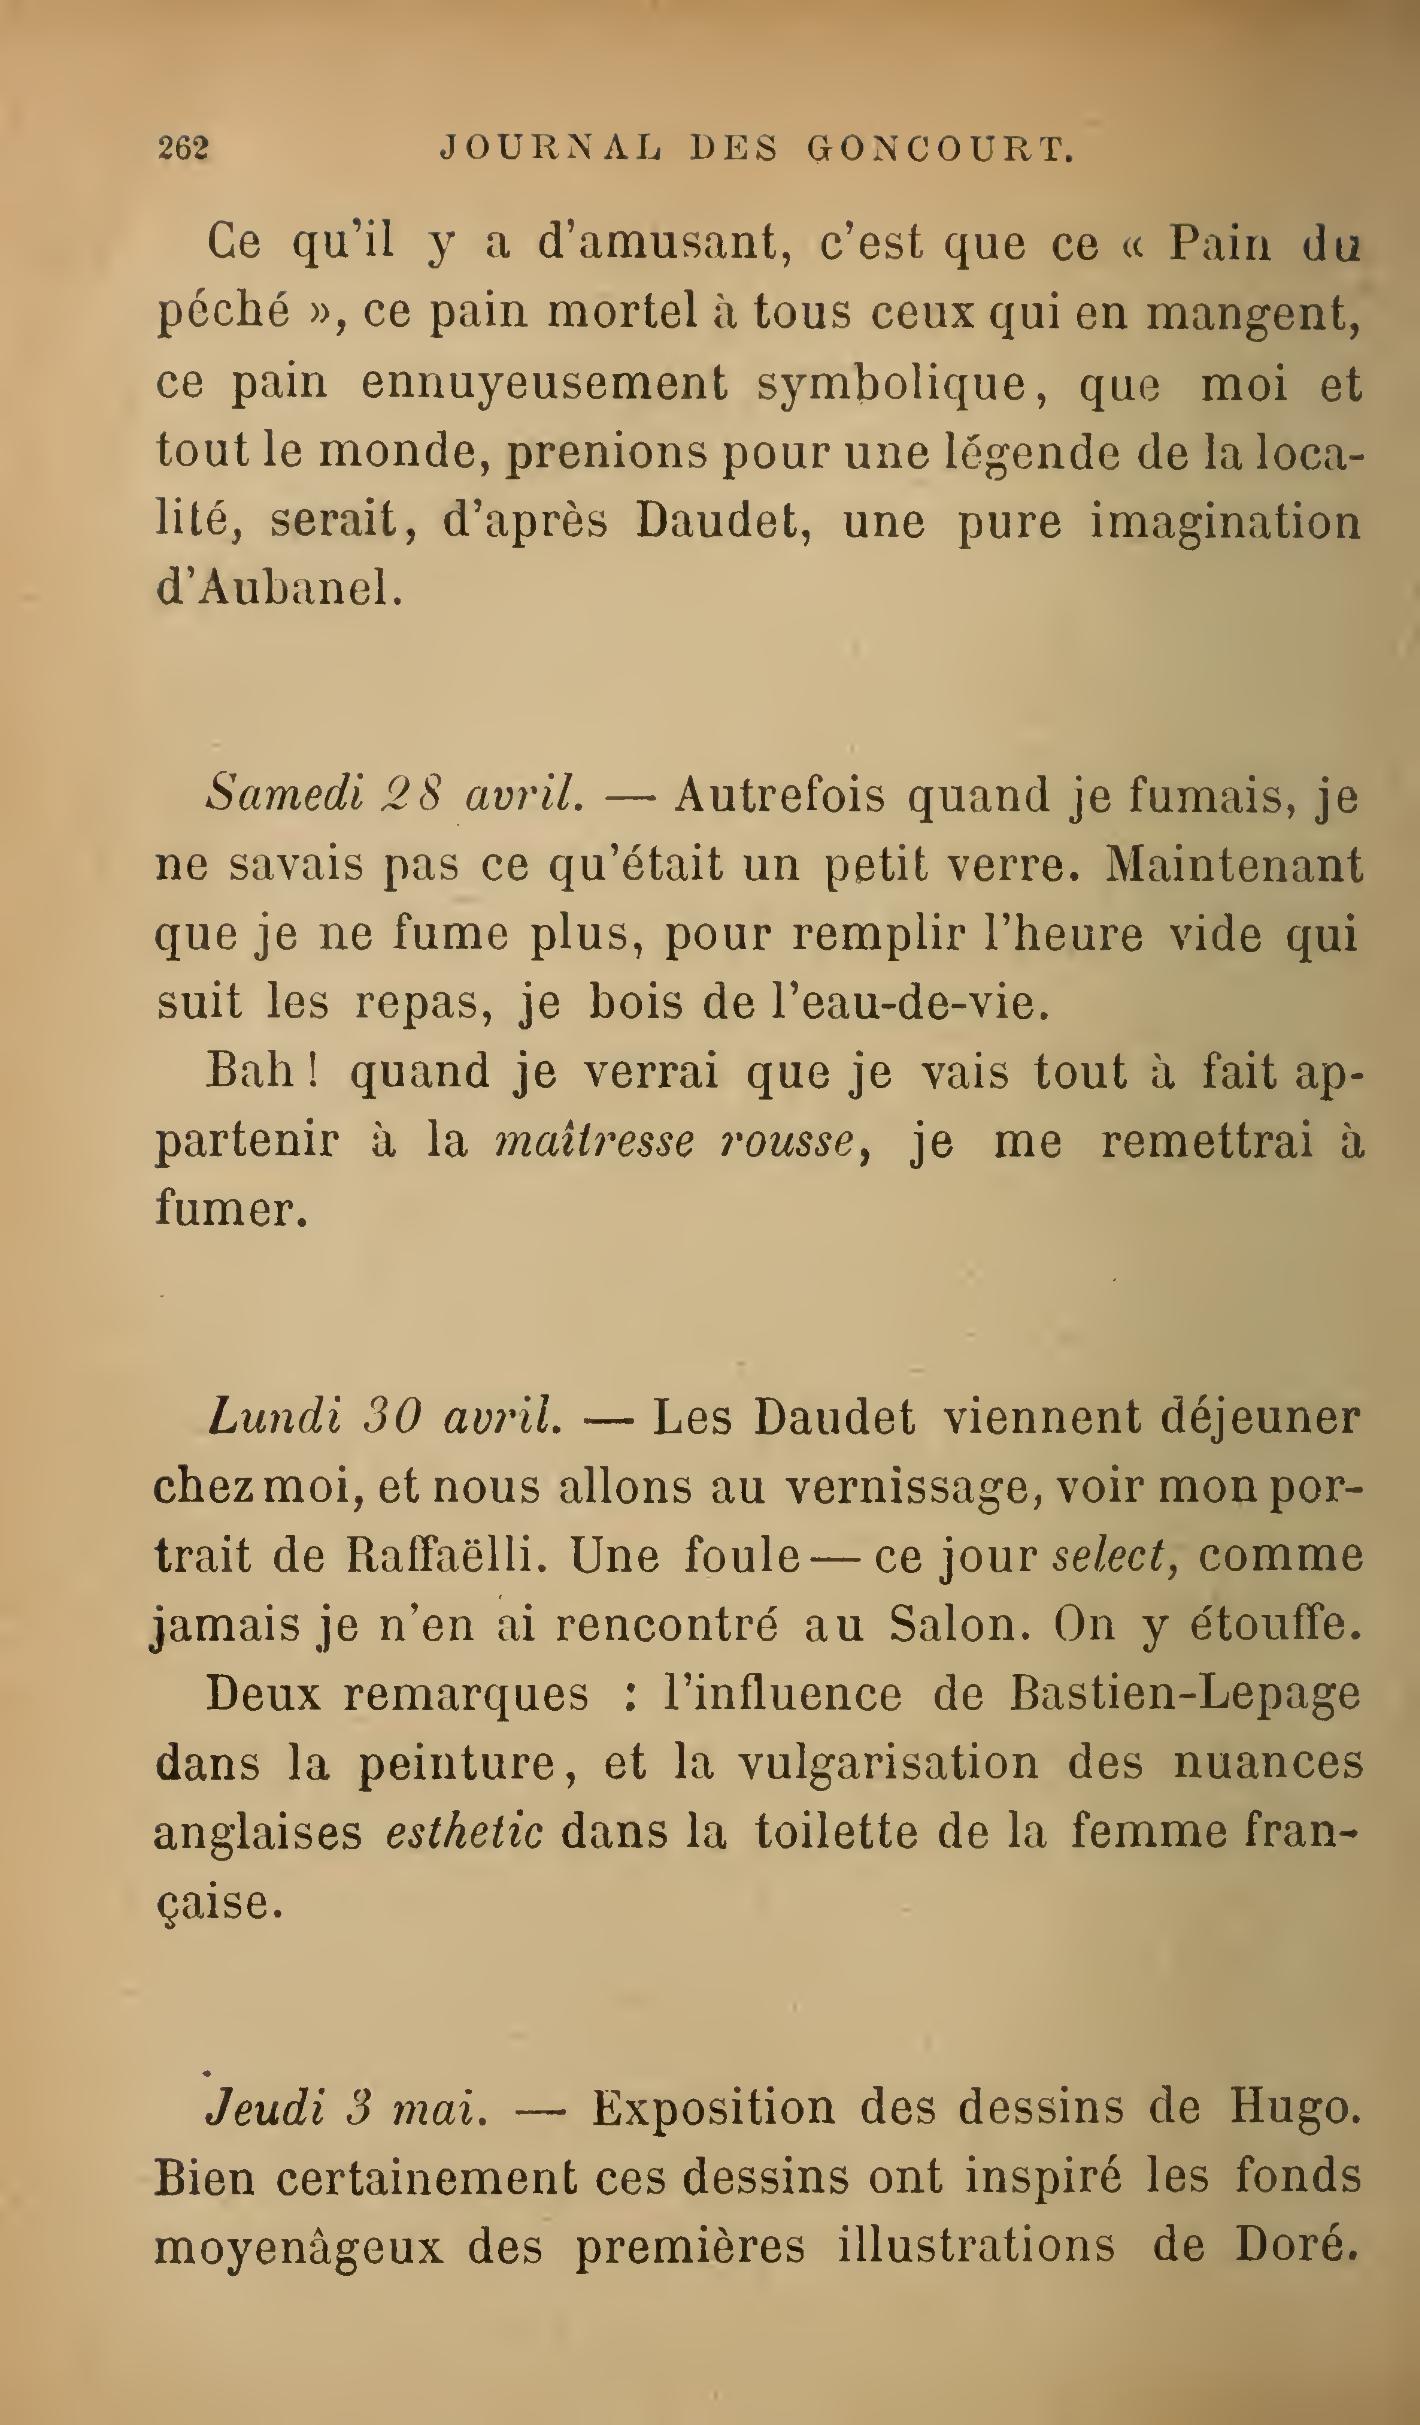 262 JOURNAL DES GONCOURT.
Ce qu'il y a d'amusant, c'est que ce « Pain du
péché », ce pain mortel à tous ceux qui en mangent,
ce pain ennuyeusement symbolique, que moi et
tout le monde, prenions pour une légende de la loca-
lité, serait, d'après Daudet, une pure imagination
d'Aubanel.
Samedi 28 avril. — Autrefois quand je fumais, je
ne savais pas ce qu'était un petit verre. Maintenant
que je ne fume plus, pour remplir l'heure vide qui
suit les repas, je bois de l'eau-de-vie.
Bah ! quand je verrai que je vais tout à fait ap-
partenir à la maîtresse rousse, je me remettrai à
fumer.
Lundi 30 avril. — Les Daudet viennent déjeuner
chez moi, et nous allons au vernissage, voir mon por-
trait de Raffaëlli. Une foule — ce jour select, comme
jamais je n'en ai rencontré au Salon. On y étouffe.
Deux remarques : l'influence de Bastien-Lepage
dans la peinture, et la vulgarisation des nuances
anglaises esthetic dans la toilette de la femme fran-
çaise.
Jeudi 3 mai. — Exposition des dessins de Hugo.
Bien certainement ces dessins ont inspiré les fonds
moyenâgeux des premières illustrations de Doré.